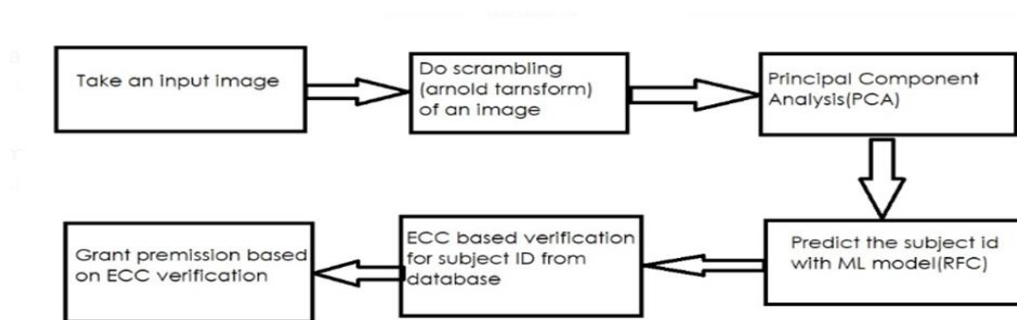 Take an input image
Do scrambling
(arnold tarnsform)
of an image
Principal Component
Analysis(PCA)
Predict the subject id
with ML model(RFC)
ECC based verification
for subject ID from
database
Grant premission based
on ECC verification